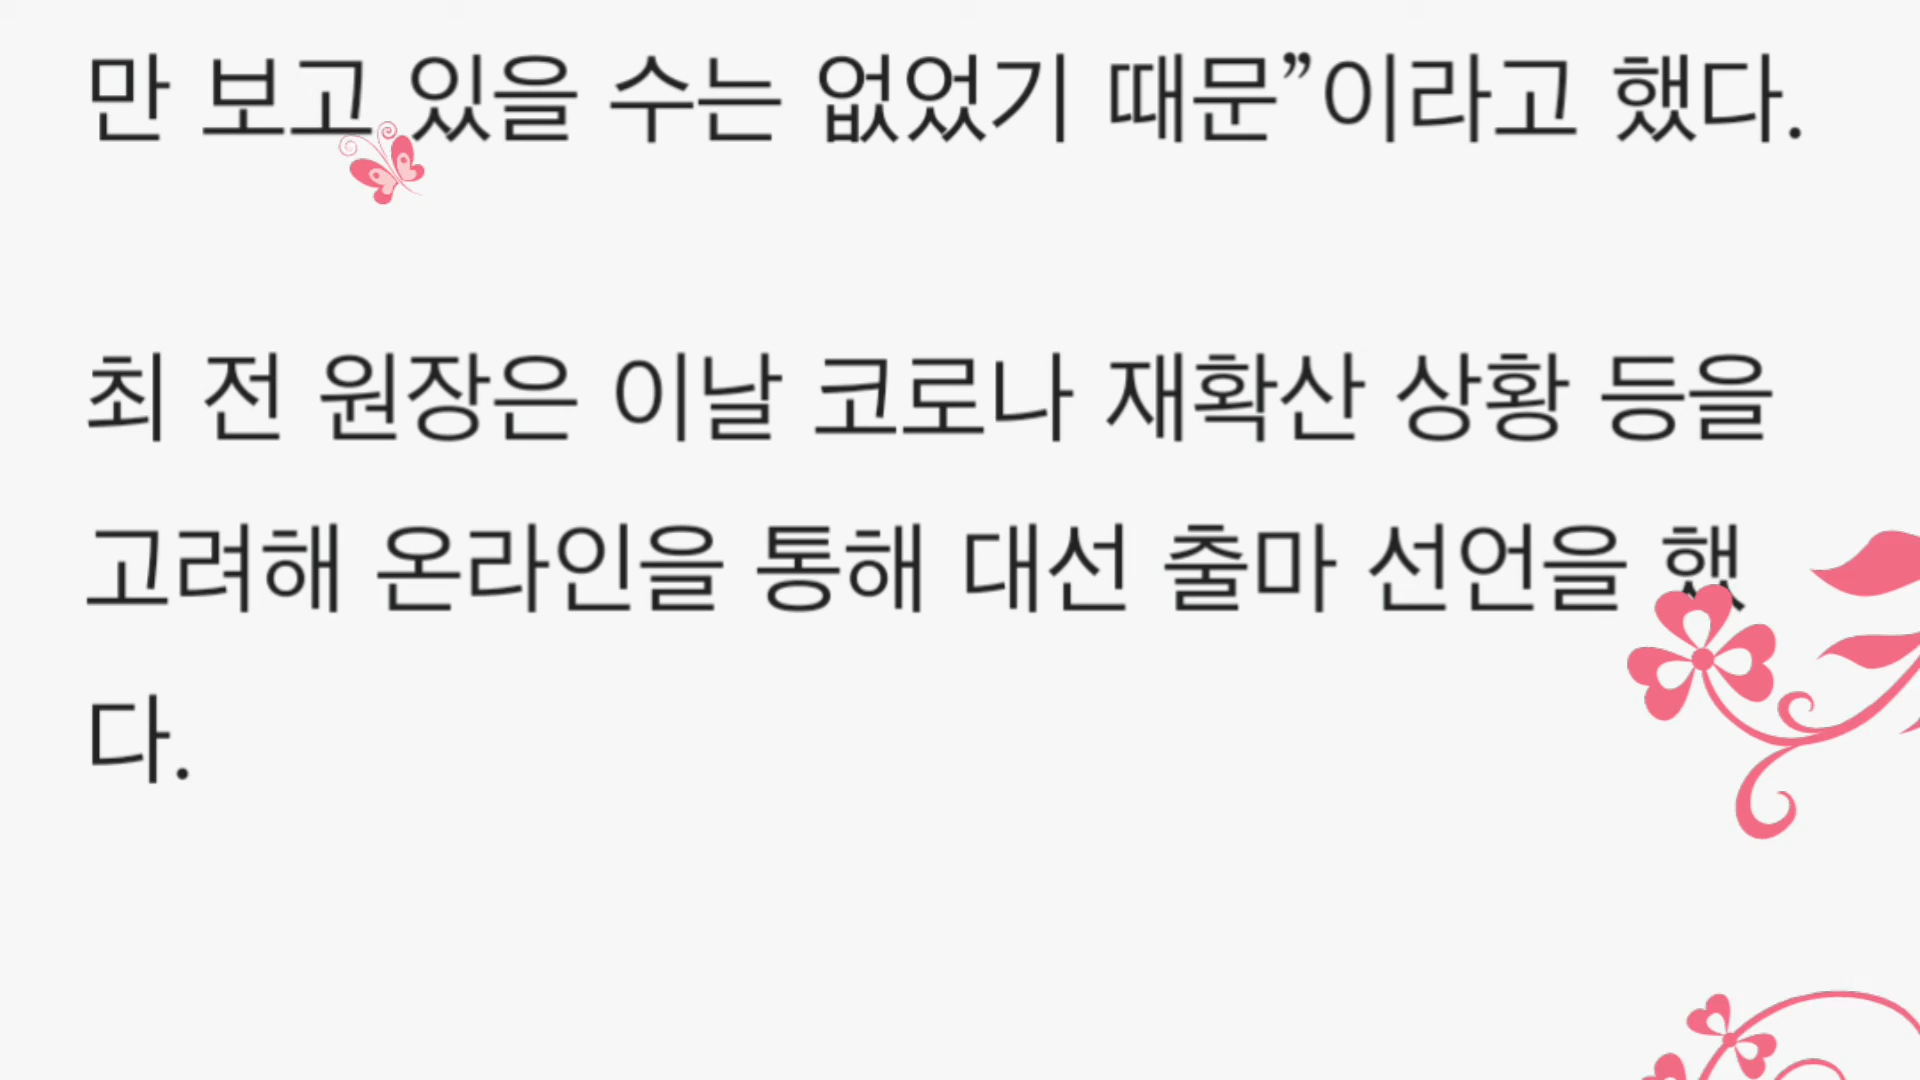 만 보고 있을 수는 없었기 때문”이라고 했다.
최 전 원장은 이날 코로나 재확산 상황 등을
고려해 온라인을 통해 대선 출마 선언을 했
다.